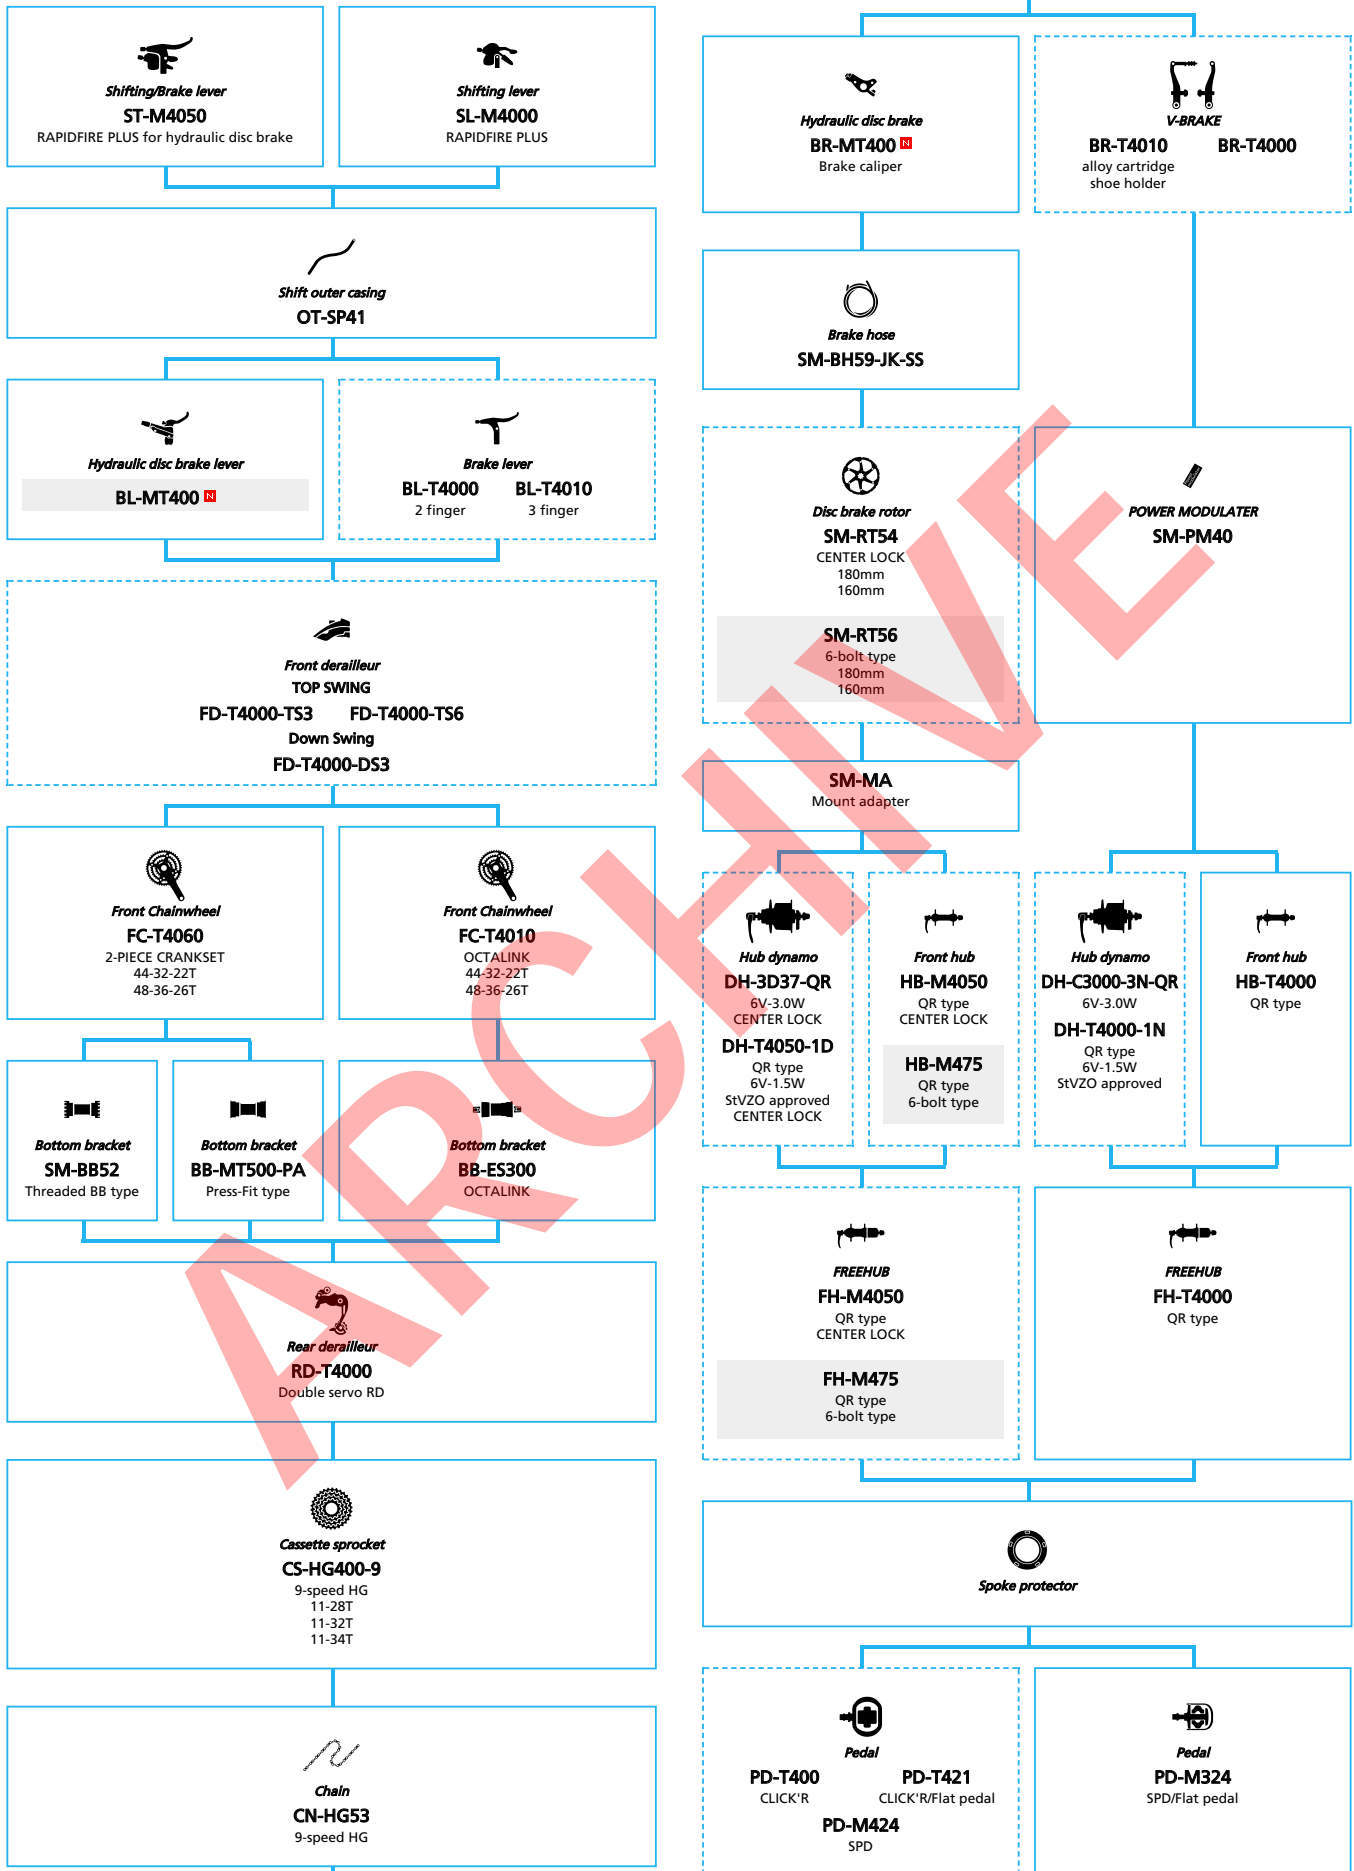 Shifting/Brake lever
ST-M4050
RAPIDFIRE PLUS for hydraulic disc brake
Shifting lever
SL-M4000
RAPIDFIRE PLUS
Shift outer casing
OT-SP41
Hydraulic disc brake lever
BL-MT400 N
Brake lever
BL-T4000 BL-T4010
2 finger 3 finger
Front derailleur
TOP SWING
FD-T4000-TS3 FD-T4000-TS6
Down Swing
FD-T4000-DS3
Front Chainwheel
FC-T4060
2-PIECE CRANKSET
44-32-22T
48-36-26T
Front Chainwheel
FC-T4010
OCTALINK
44-32-22T
48-36-26T
Bottom bracket
SM-BB52
Threaded BB type
Bottom bracket
BB-MT500-PA
Press-Fit type
Bottom bracket
BB-ES300
OCTALINK
Rear derailleur
RD-T4000
Double servo RD
Cassette sprocket
CS-HG400-9
9-speed HG
11-28T
11-32T
11-34T
Chain
CN-HG53
9-speed HG
Hydraulic disc brake
BR-MT400 N
Brake caliper
V-BRAKE
BR-T4010 BR-T4000
alloy cartridge
shoe holder
Brake hose
SM-BH59-JK-SS
Disc brake rotor
SM-RT54
CENTER LOCK
180mm
160mm
SM-RT56
6-bolt type
180mm
160mm
POWER MODULATER
SM-PM40
SM-MA
Mount adapter
Hub dynamo
DH-3D37-QR
6V-3.0W
CENTER LOCK
DH-T4050-1D
QR type
6V-1.5W
StVZO approved
CENTER LOCK
Front hub
HB-M4050
QR type
CENTER LOCK
HB-M475
QR type
6-bolt type
Hub dynamo
DH-C3000-3N-QR
6V-3.0W
DH-T4000-1N
QR type
6V-1.5W
StVZO approved
Front hub
HB-T4000
QR type
FREEHUB
FH-M4050
QR type
CENTER LOCK
FH-M475
QR type
6-bolt type
FREEHUB
FH-T4000
QR type
Spoke protector
Pedal
PD-T400 PD-T421
CLICK'R CLICK'R/Flat pedal
PD-M424
SPD
Pedal
PD-M324
SPD/Flat pedal
ARCHIVE